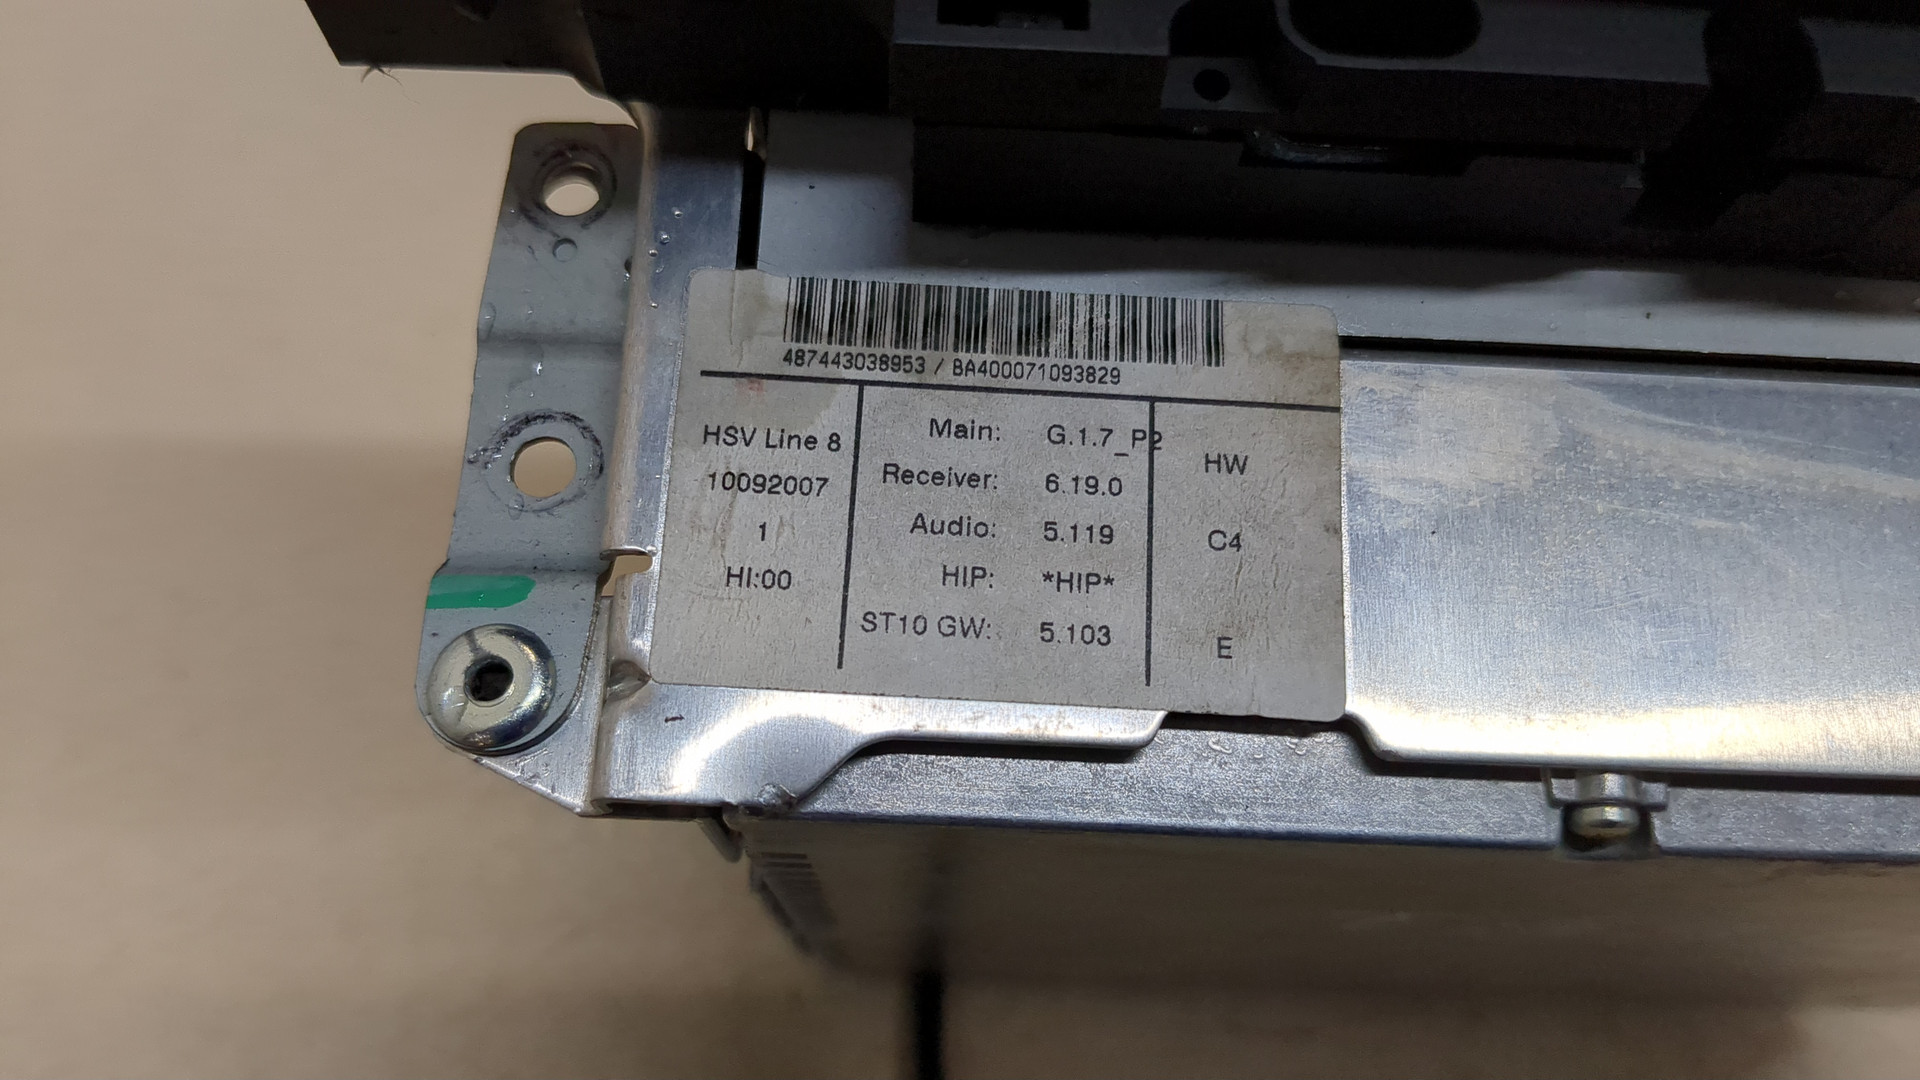 487443038953 / BA400071093829
HSV Line 8
10092007
1
HI:00
Main: G.1.7_P2
Receiver: 6.19.0
Audio: 5.119
HIP: *HIP*
ST10 GW: 5.103
HW
C4
E